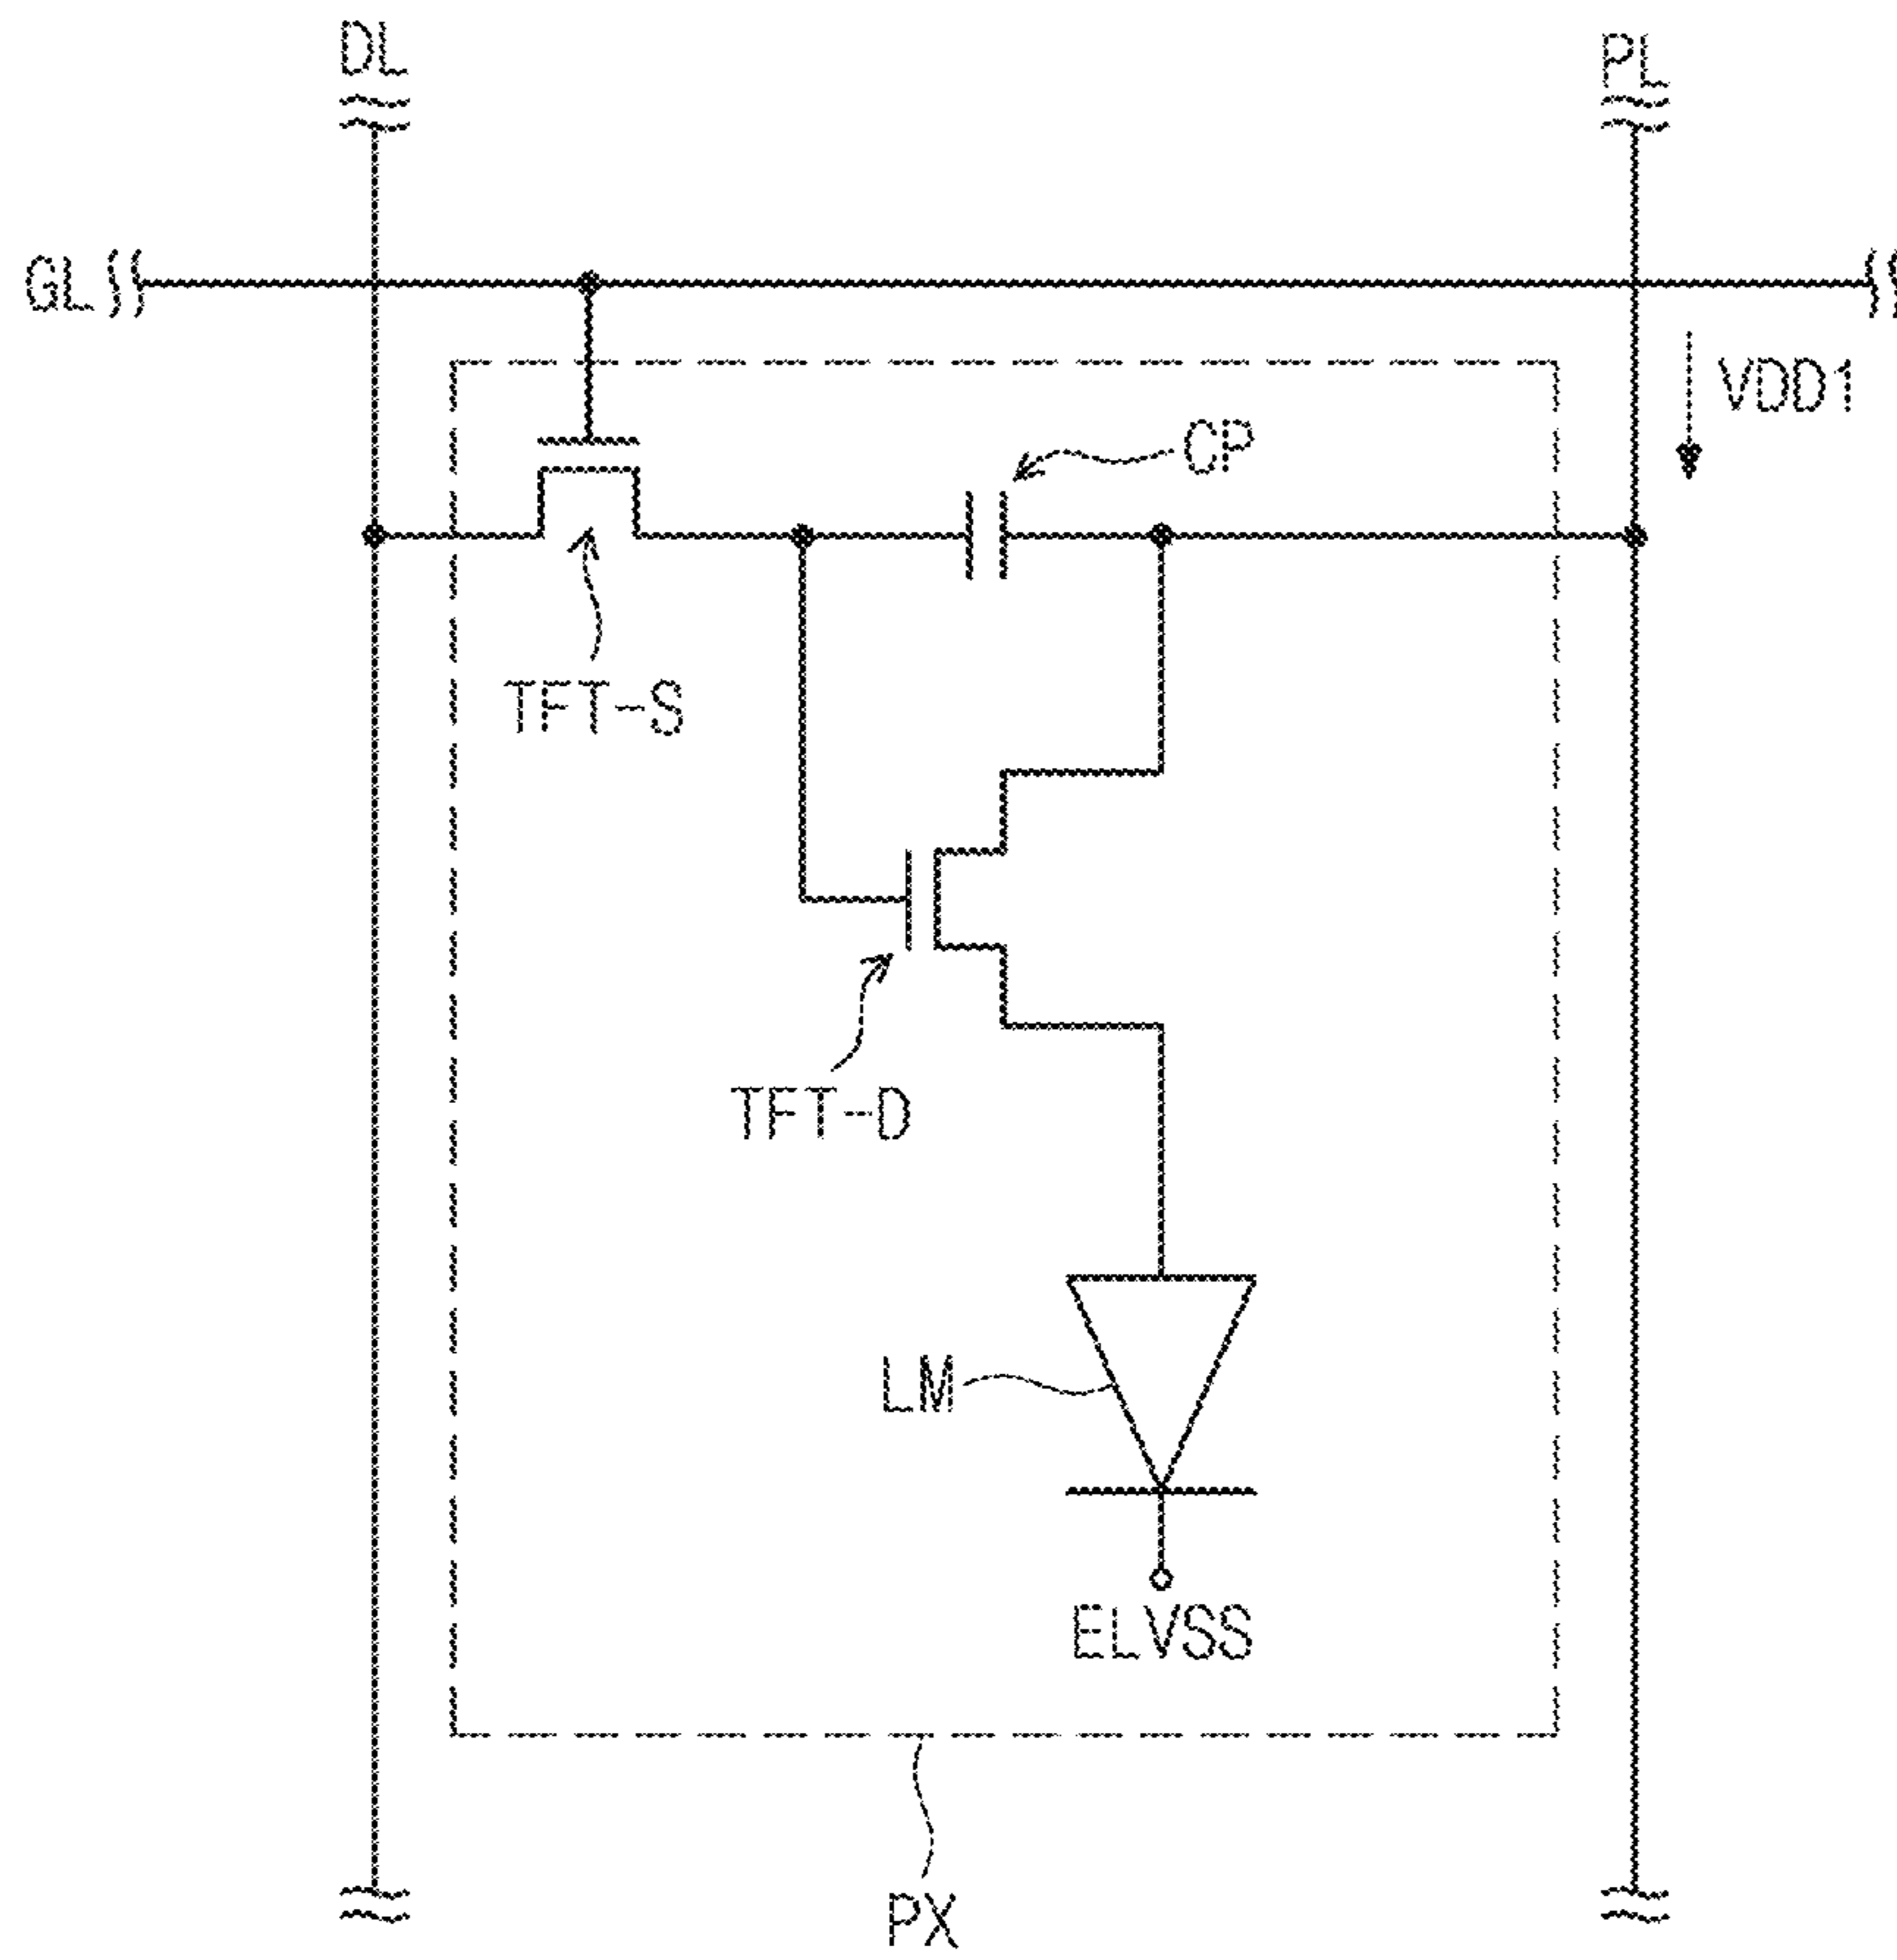 DL
PL
GL
VDD1
CP
TFT-S
TFT-D
LM
ELVSS
PX